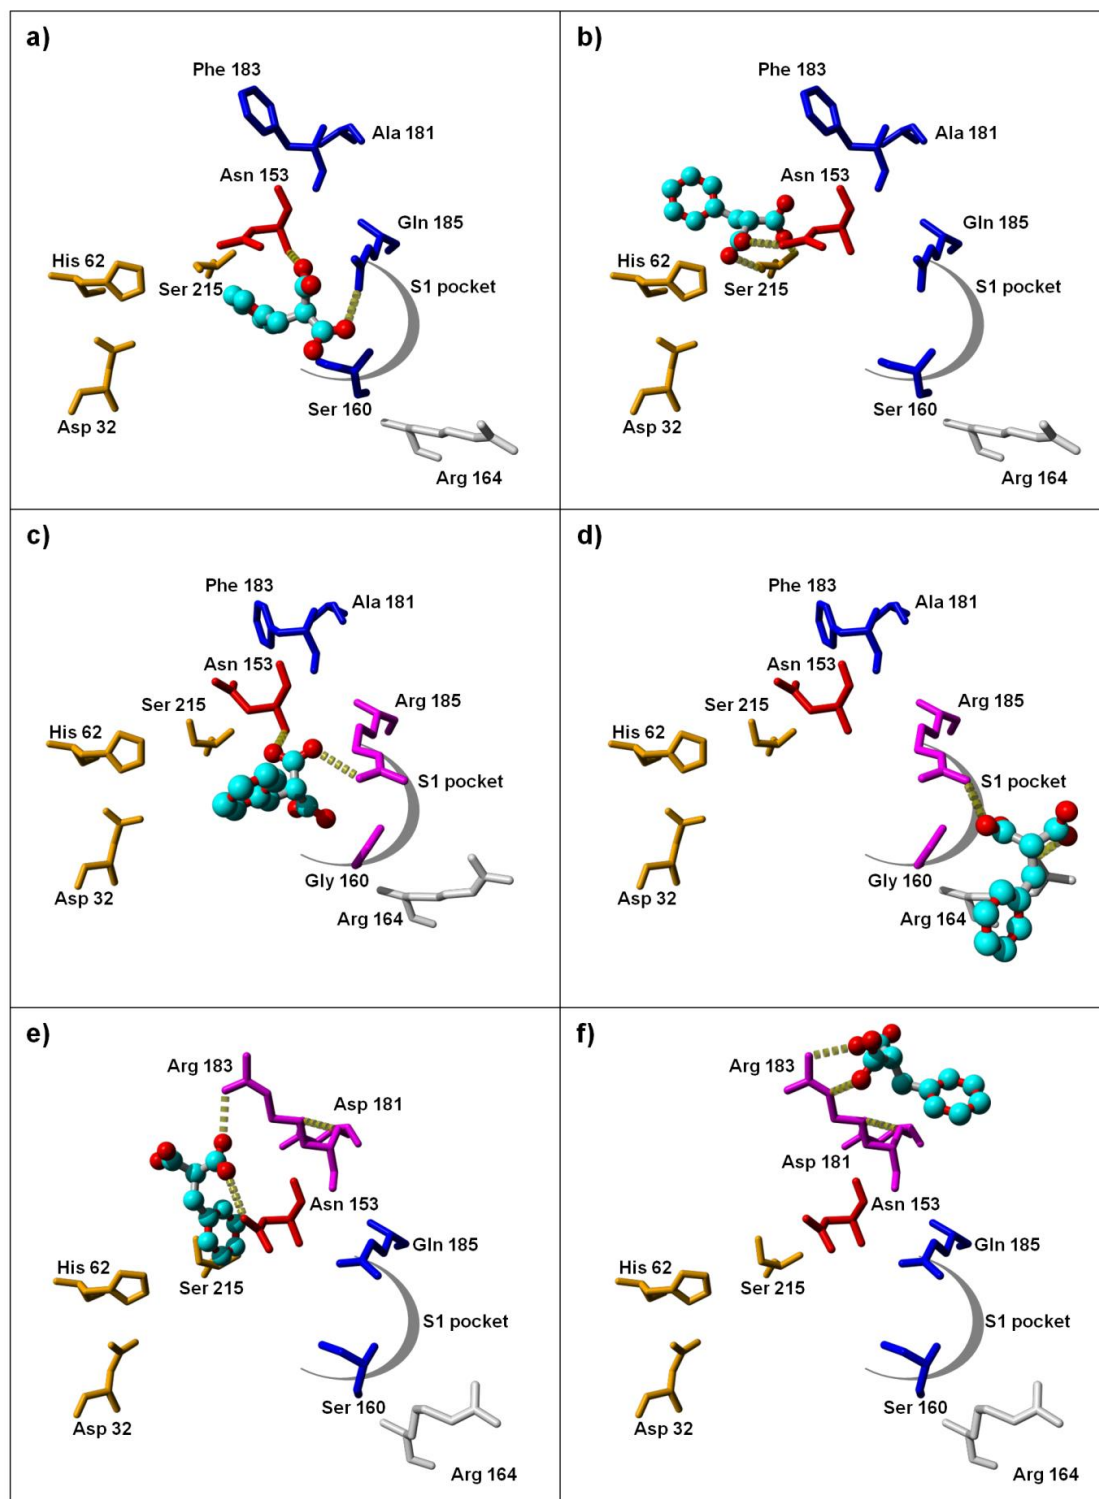 a)
Phe 183
Ala 181
Asn 153
Gln 185
His 62
Ser 215
S1 pocket
Ser 160
Asp 32
Arg 164
b)
Phe 183
Ala 181
Asn 153
Gln 185
His 62
Ser 215
S1 pocket
Ser 160
Asp 32
Arg 164
c)
Phe 183
Ala 181
Asn 153
Arg 185
Ser 215
His 62
S1 pocket
Gly 160
Asp 32
Arg 164
d)
Phe 183
Ala 181
Asn 153
Arg 185
Ser 215
His 62
S1 pocket
Gly 160
Asp 32
Arg 164
e)
Arg 183
Asp 181
Asn 153
Gln 185
His 62
Ser 215
S1 pocket
Ser 160
Asp 32
Arg 164
f)
Arg 183
Asp 181
Asn 153
Gln 185
His 62
Ser 215
S1 pocket
Ser 160
Asp 32
Arg 164